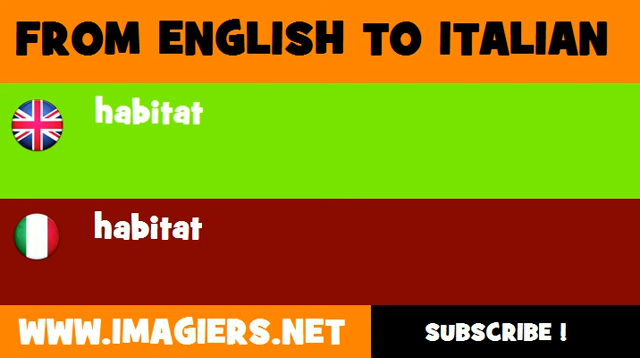 FROM ENGLISH TO ITALIAN
habitat
habitat
WWW.IMAGIERS.NET
SUBSCRIBE !